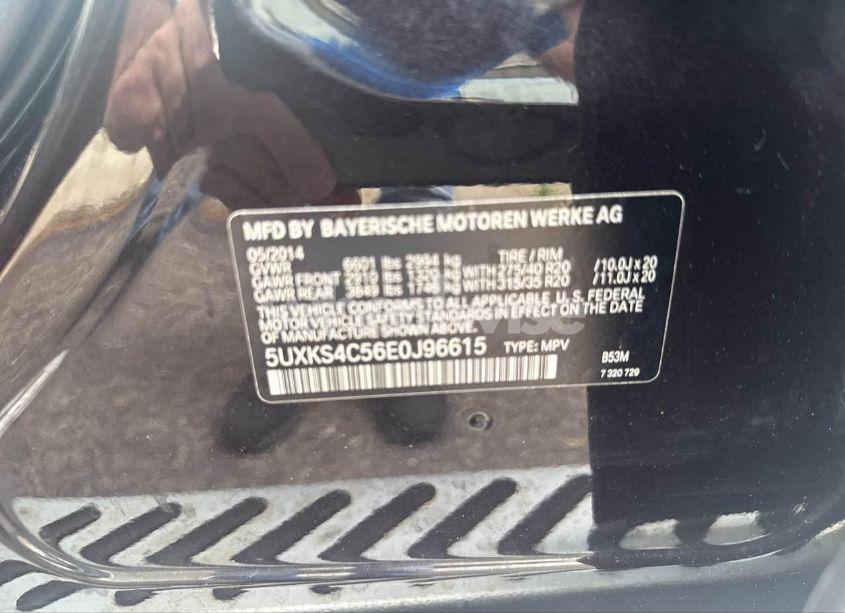 MFD BY BAYERISCHE MOTOREN WERKE AG
05/2014
GVWR 6601 lbs 2994 kg TIRE / RIM
GAWR FRONT lbs 1320 kg WITH 275/40 R20 /10.0J x 20
GAWR REAR 3849 lbs 1746 kg WITH 315/35 R20 /11.0J x 20
THIS VEHICLE CONFORMS TO ALL APPLICABLE U. S. FEDERAL
MOTOR VEHICLE STANDARDS IN EFFECT ON THE DATE
OF MANUFACTURE SHOWN ABOVE.
5UXKS4C56E0J96615 TYPE: MPV B53M
7 320 729